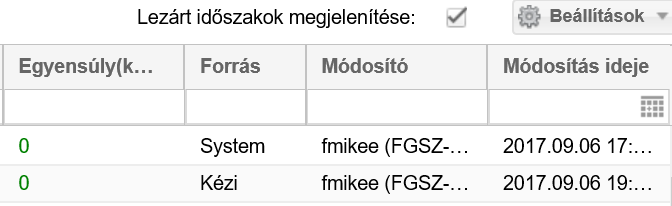 Lezárt időszakok megjelenítése: Beállítások
Egyensúly(k... Forrás Módosító Módosítás ideje
0 System fmikee (FGSZ-... 2017.09.06 17:...
0 Kézi fmikee (FGSZ-... 2017.09.06 19:...